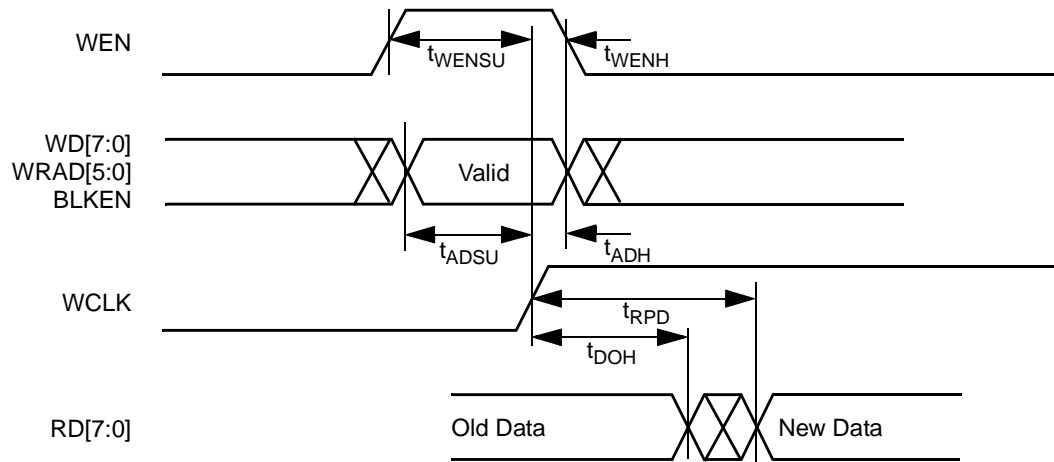 WEN
tWENSU
tWENH
WD[7:0]
WRAD[5:0]
BLKEN
Valid
tADSU
tADH
WCLK
tRPD
tDOH
RD[7:0]
Old Data
New Data